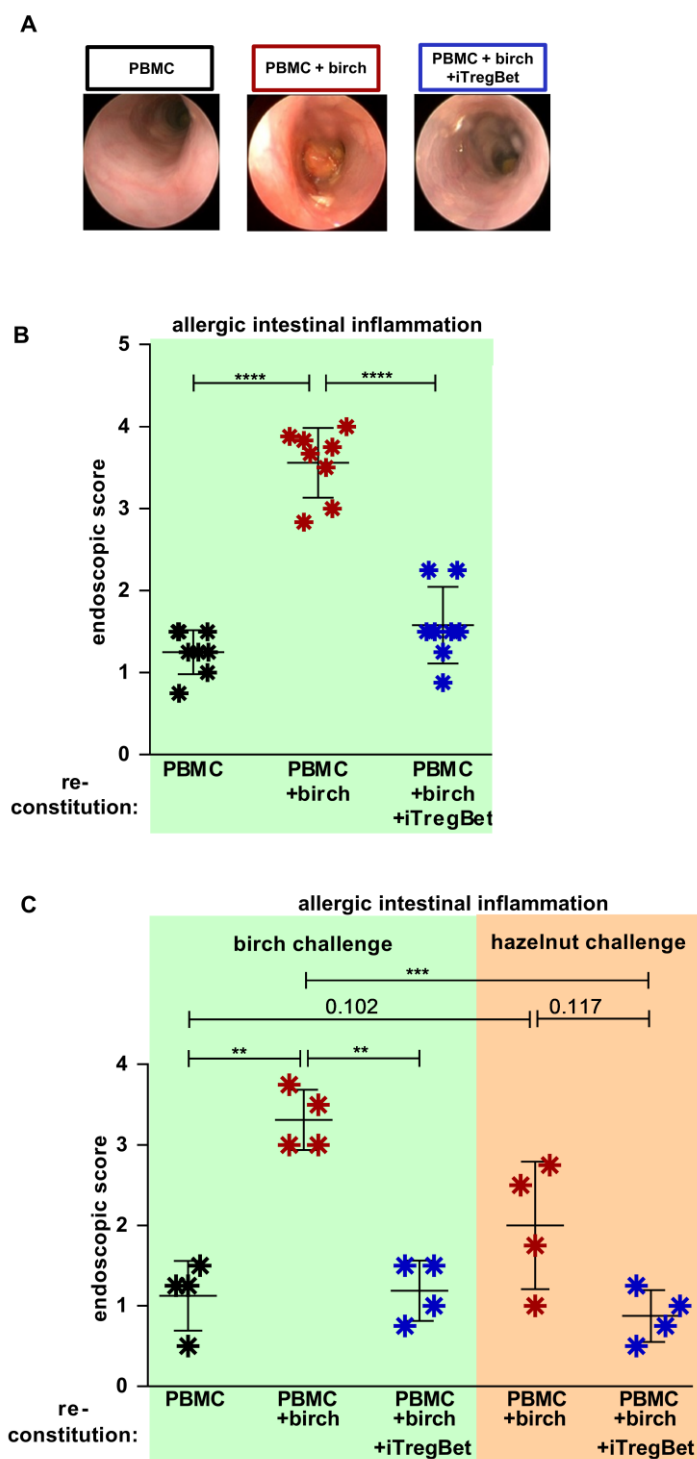 A
PBMC
PBMC + birch
PBMC + birch
+iTregBet
B
allergic intestinal inflammation
endoscopic score
5
4
3
2
1
0
****
****
re-
constitution:
PBMC
PBMC
+birch
PBMC
+birch
+iTregBet
C
allergic intestinal inflammation
birch challenge
hazelnut challenge
***
0.102
0.117
**
**
endoscopic score
4
3
2
1
0
re-
constitution:
PBMC
PBMC
+birch
PBMC
+birch
+iTregBet
PBMC
+birch
PBMC
+birch
+iTregBet